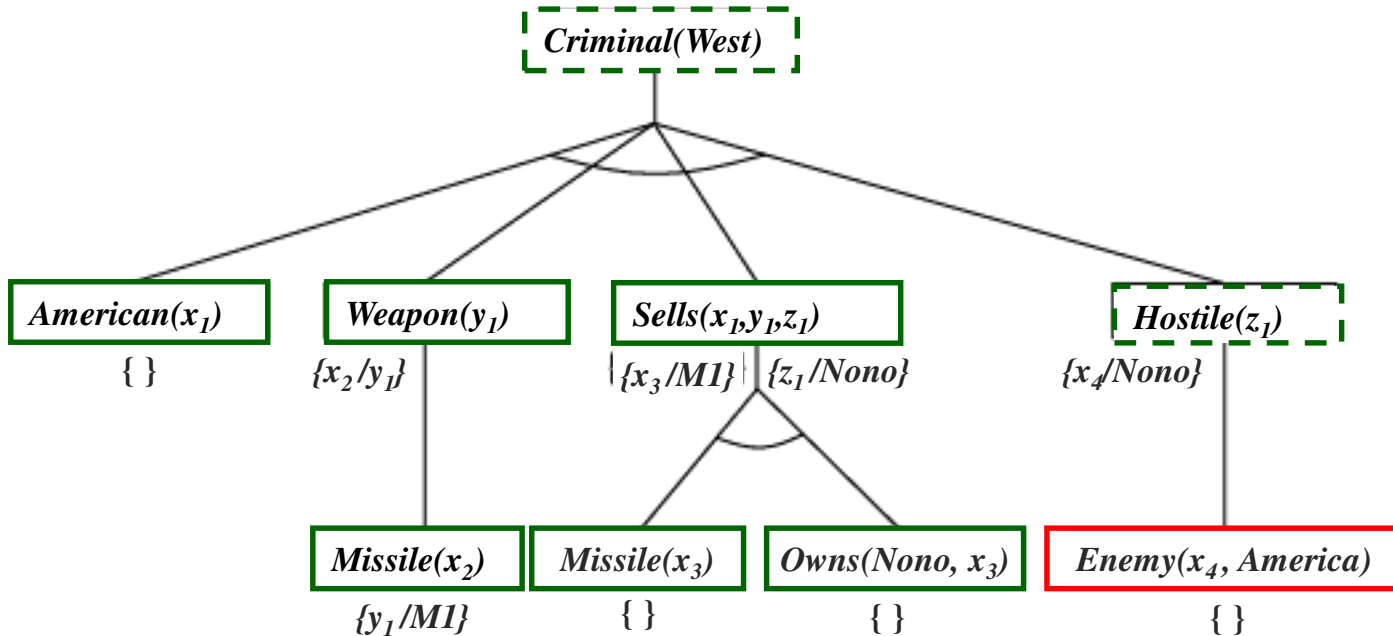 Criminal(West)
American(x₁)
Weapon(y₁)
Sells(x₁,y₁,z₁)
Hostile(z₁)
{ }
{x₂/y₁}
{x₃/M1}
{z₁/Nono}
{x₄/Nono}
Missile(x₂)
Missile(x₃)
Owns(Nono, x₃)
Enemy(x₄, America)
{y₁/M1}
{ }
{ }
{ }